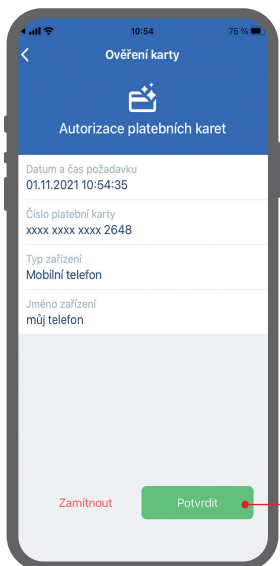 10:54
75 %
Ověření karty
Autorizace platebních karet
Datum a čas požadavku
01.11.2021 10:54:35
Číslo platební karty
xxxx xxxx xxxx 2648
Typ zařízení
Mobilní telefon
Jméno zařízení
můj telefon
Zamítnout
Potvrdit